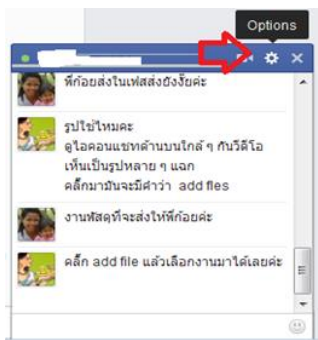 Options
พี่ก้อยส่งในเฟสส่งยังงัยค่ะ
รูปใช่ไหมคะ
ดูไอคอนแชทด้านบนใกล้ ๆ กันวีดีโอ
เห็นเป็นรูปหลาย ๆ แฉก
คลิ๊กมามันจะมีคำว่า add fles
งานพัสดุที่จะส่งให้พี่ก้อยค่ะ
คลิ๊ก add file แล้วเลือกงานมาได้เลยค่ะ